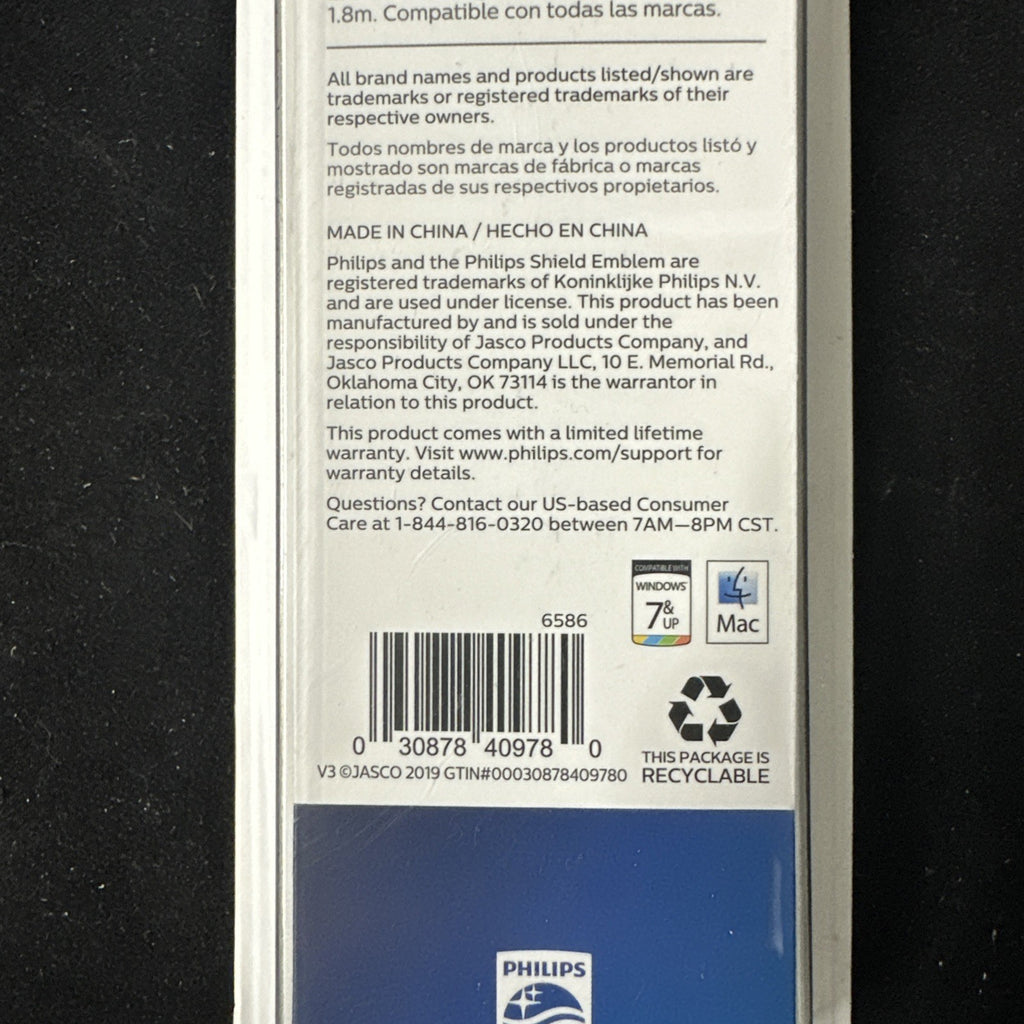 1.8m. Compatible con todas las marcas.
All brand names and products listed/shown are
trademarks or registered trademarks of their
respective owners.
Todos nombres de marca y los productos listó y
mostrado son marcas de fábrica o marcas
registradas de sus respectivos propietarios.
MADE IN CHINA / HECHO EN CHINA
Philips and the Philips Shield Emblem are
registered trademarks of Koninklijke Philips N.V.
and are used under license. This product has been
manufactured by and is sold under the
responsibility of Jasco Products Company, and
Jasco Products Company LLC, 10 E. Memorial Rd.,
Oklahoma City, OK 73114 is the warrantor in
relation to this product.
This product comes with a limited lifetime
warranty. Visit www.philips.com/support for
warranty details.
Questions? Contact our US-based Consumer
Care at 1-844-816-0320 between 7AM—8PM CST.
COMPATIBLE WITH
WINDOWS
7 & UP
Mac
6586
0 30878 40978 0
V3 ©JASCO 2019 GTIN#00030878409780
THIS PACKAGE IS
RECYCLABLE
PHILIPS